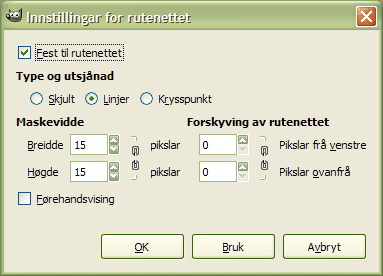 Innstillingar for rutenettet
Fest til rutenettet
Type og utsjånad
Skjult Linjer Krysspunkt
Maskevidde Forskyving av rutenettet
Breidde 15 pikslar 0 Pikslar frå venstre
Høgde 15 pikslar 0 Pikslar ovanfrå
Førehandsvising
OK Bruk Avbryt